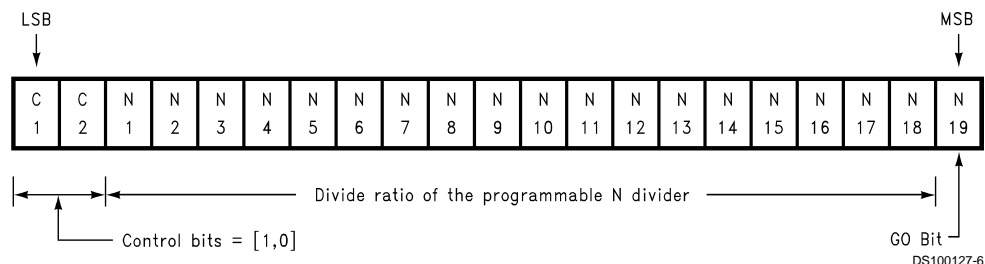 LSB MSB
C C N N N N N N N N N N N N N N N N N N N
1 2 1 2 3 4 5 6 7 8 9 10 11 12 13 14 15 16 17 18 19
Divide ratio of the programmable N divider
Control bits = [1,0]
GO Bit
DS100127-6